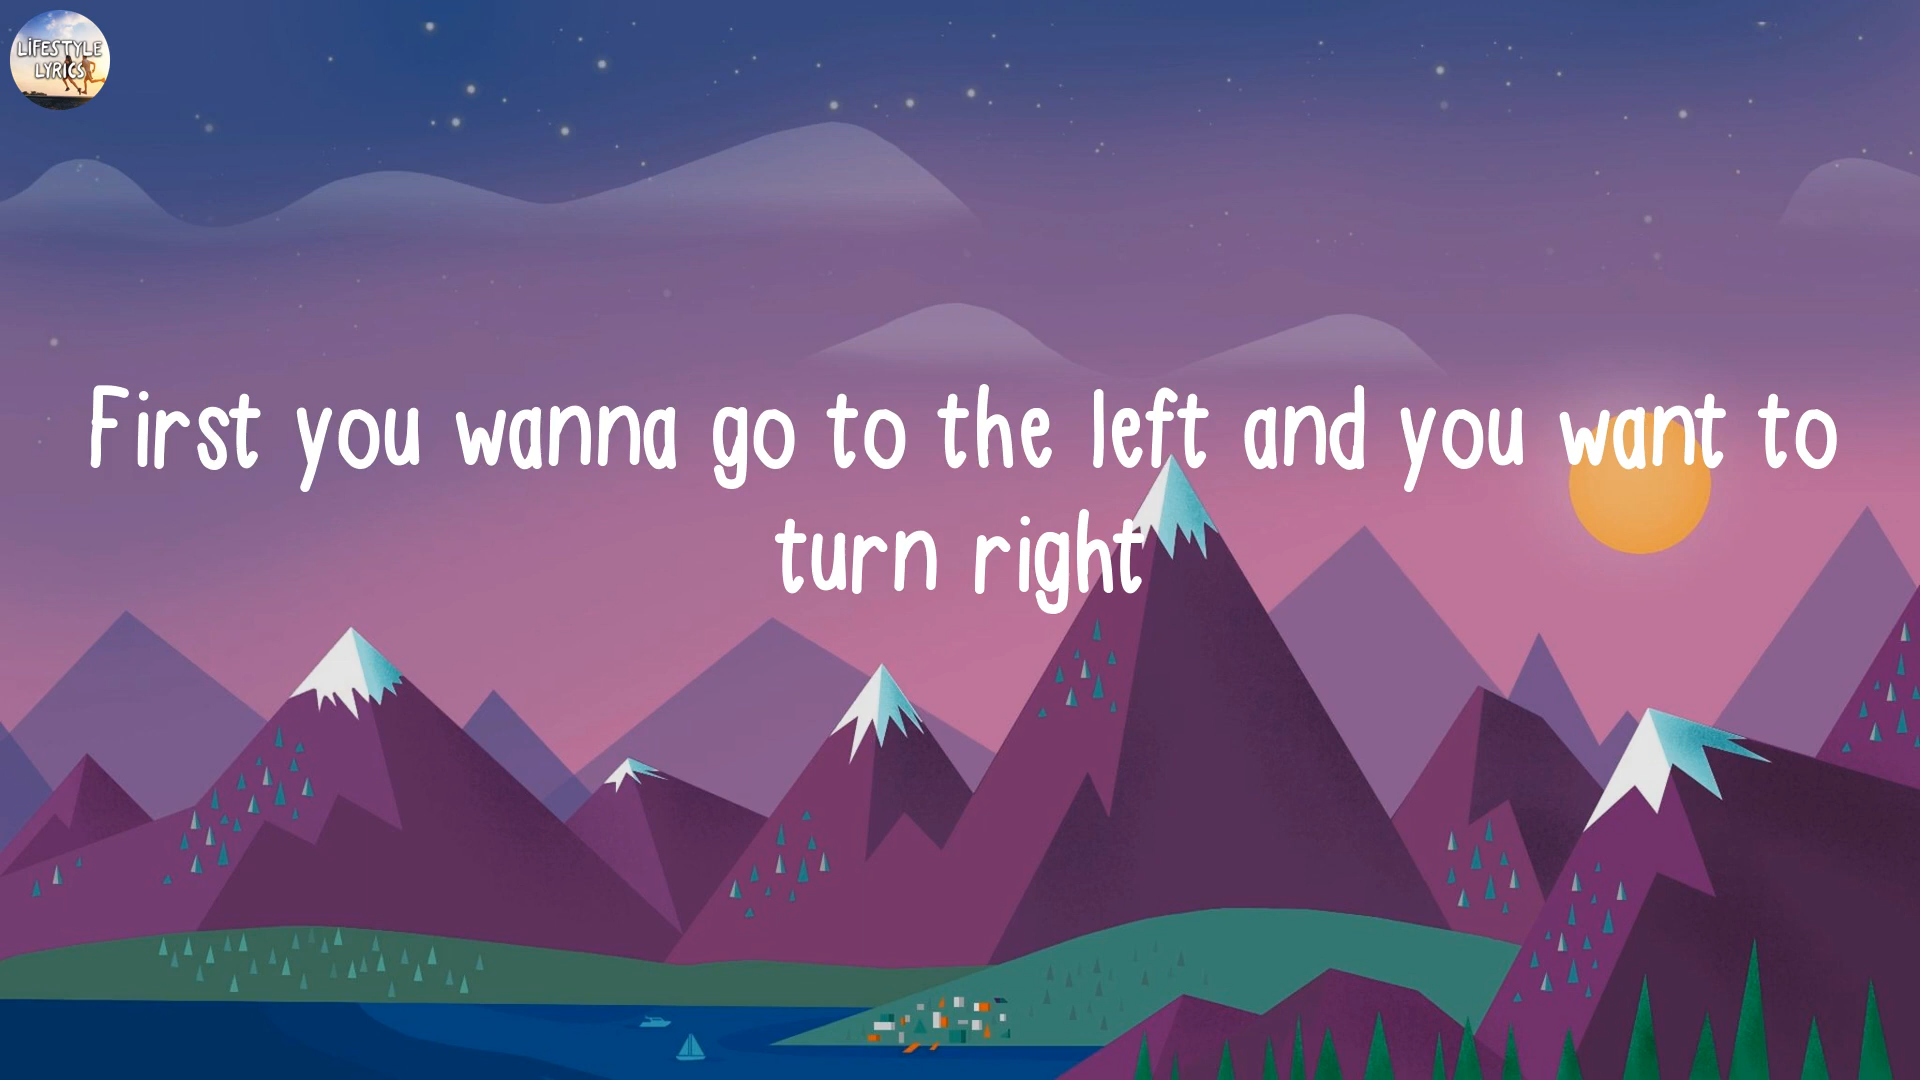 LiFESTYLE
LYRICS
First you wanna go to the left and you want to
turn right